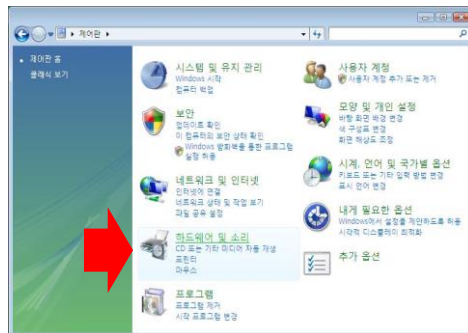 제어판
제어판 홈
클래식 보기
시스템 및 유지 관리
Windows 시작
컴퓨터 백업
보안
업데이트 확인
이 컴퓨터의 보안 상태 확인
Windows 방화벽을 통한 프로그램
설정 허용
네트워크 및 인터넷
인터넷에 연결
네트워크 상태 및 작업 보기
파일 공유 설정
하드웨어 및 소리
CD 또는 기타 미디어 자동 재생
프린터
마우스
프로그램
프로그램 제거
시작 프로그램 변경
사용자 계정
사용자 계정 추가 또는 제거
모양 및 개인 설정
바탕 화면 배경 변경
색 구성표 변경
화면 해상도 조정
시계, 언어 및 국가별 옵션
키보드 또는 기타 입력 방법 변경
표시 언어 변경
내게 필요한 옵션
Windows에서 설정을 제안하도록 허용
시각적 디스플레이 최적화
추가 옵션